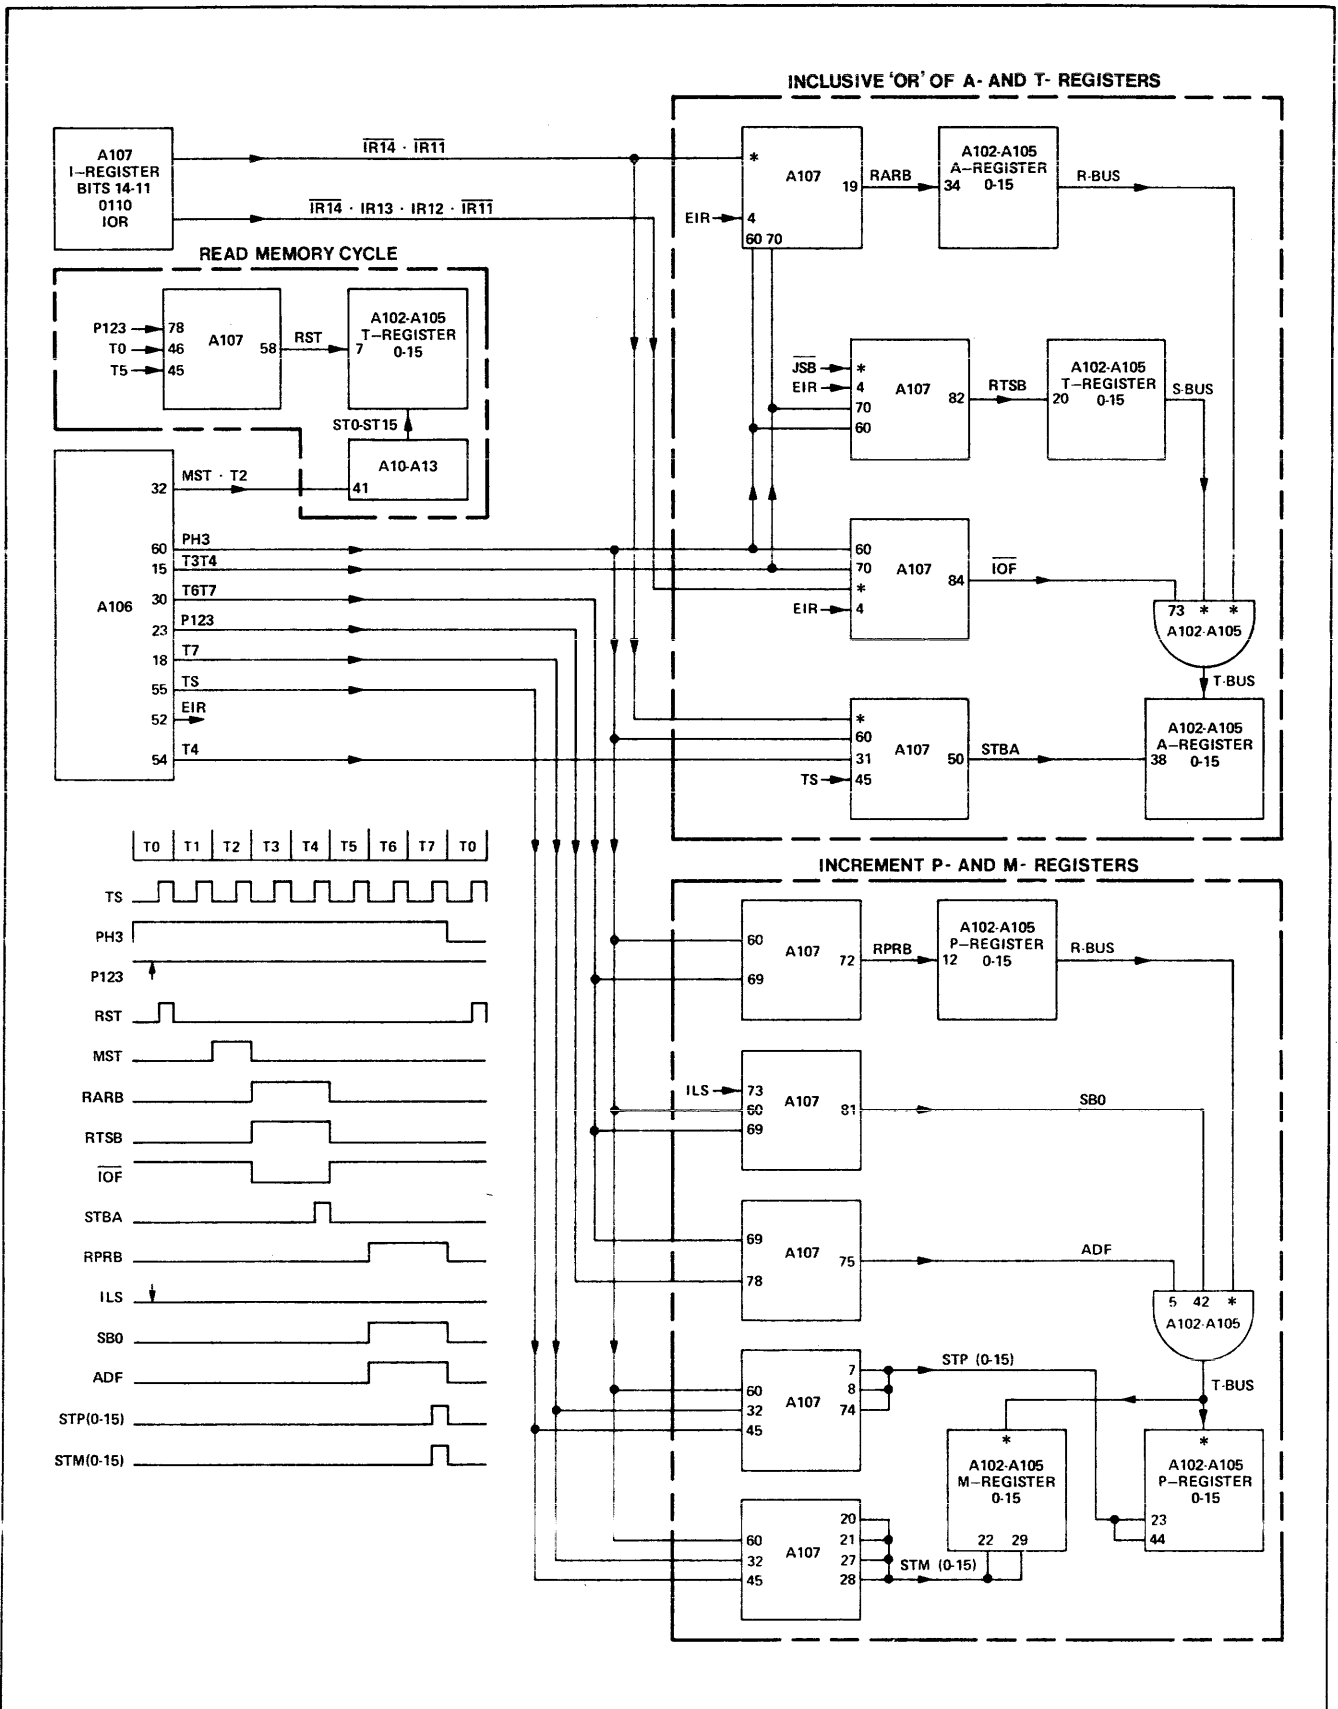 INCLUSIVE 'OR' OF A- AND T- REGISTERS
A107
I-REGISTER
BITS 14-11
0110
IOR
IR14 · IR11
IR14 · IR13 · IR12 · IR11
*
A107
19
EIR
4
60 70
RARB
A102-A105
A-REGISTER
34 0-15
R-BUS
READ MEMORY CYCLE
P123
T0
T5
78
46
45
A107
58
RST
A102-A105
T-REGISTER
7 0-15
ST0-ST15
A10-A13
41
JSB
EIR
*
4
70
60
A107
82
RTSB
A102-A105
T-REGISTER
20 0-15
S-BUS
A106
32 MST · T2
60 PH3
15 T3T4
30 T6T7
23 P123
18 T7
55 TS
52 EIR
54 T4
60
70
*
EIR 4
A107
84
IOF
73 * *
A102-A105
T-BUS
*
60
31
TS 45
A107
50
STBA
A102-A105
A-REGISTER
38 0-15
T0 T1 T2 T3 T4 T5 T6 T7 T0
TS
PH3
P123
RST
MST
RARB
RTSB
IOF
STBA
RPRB
ILS
SB0
ADF
STP(0-15)
STM(0-15)
INCREMENT P- AND M- REGISTERS
60
69
A107
72
RPRB
A102-A105
P-REGISTER
12 0-15
R-BUS
ILS 73
60
69
A107
81
SB0
69
78
A107
75
ADF
5 42 *
A102-A105
T-BUS
60
32
45
A107
7
8
74
STP (0-15)
*
A102-A105
M-REGISTER
0-15
22 29
*
A102-A105
P-REGISTER
0-15
23
44
60
32
45
A107
20
21
27
28
STM (0-15)